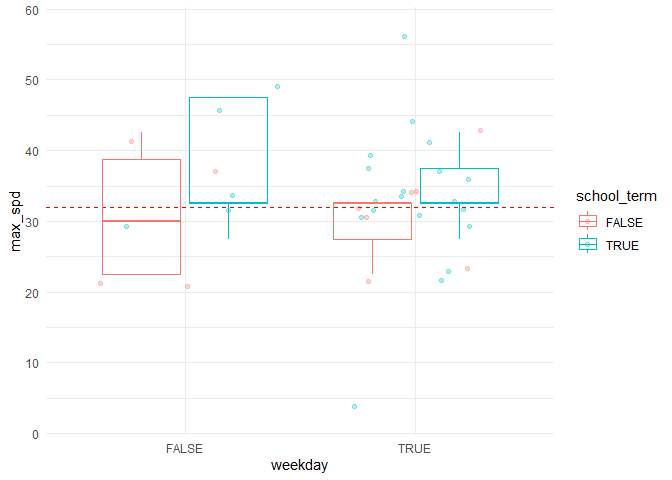 60
50
40
30
20
10
0
max_spd
FALSE
TRUE
weekday
school_term
FALSE
TRUE